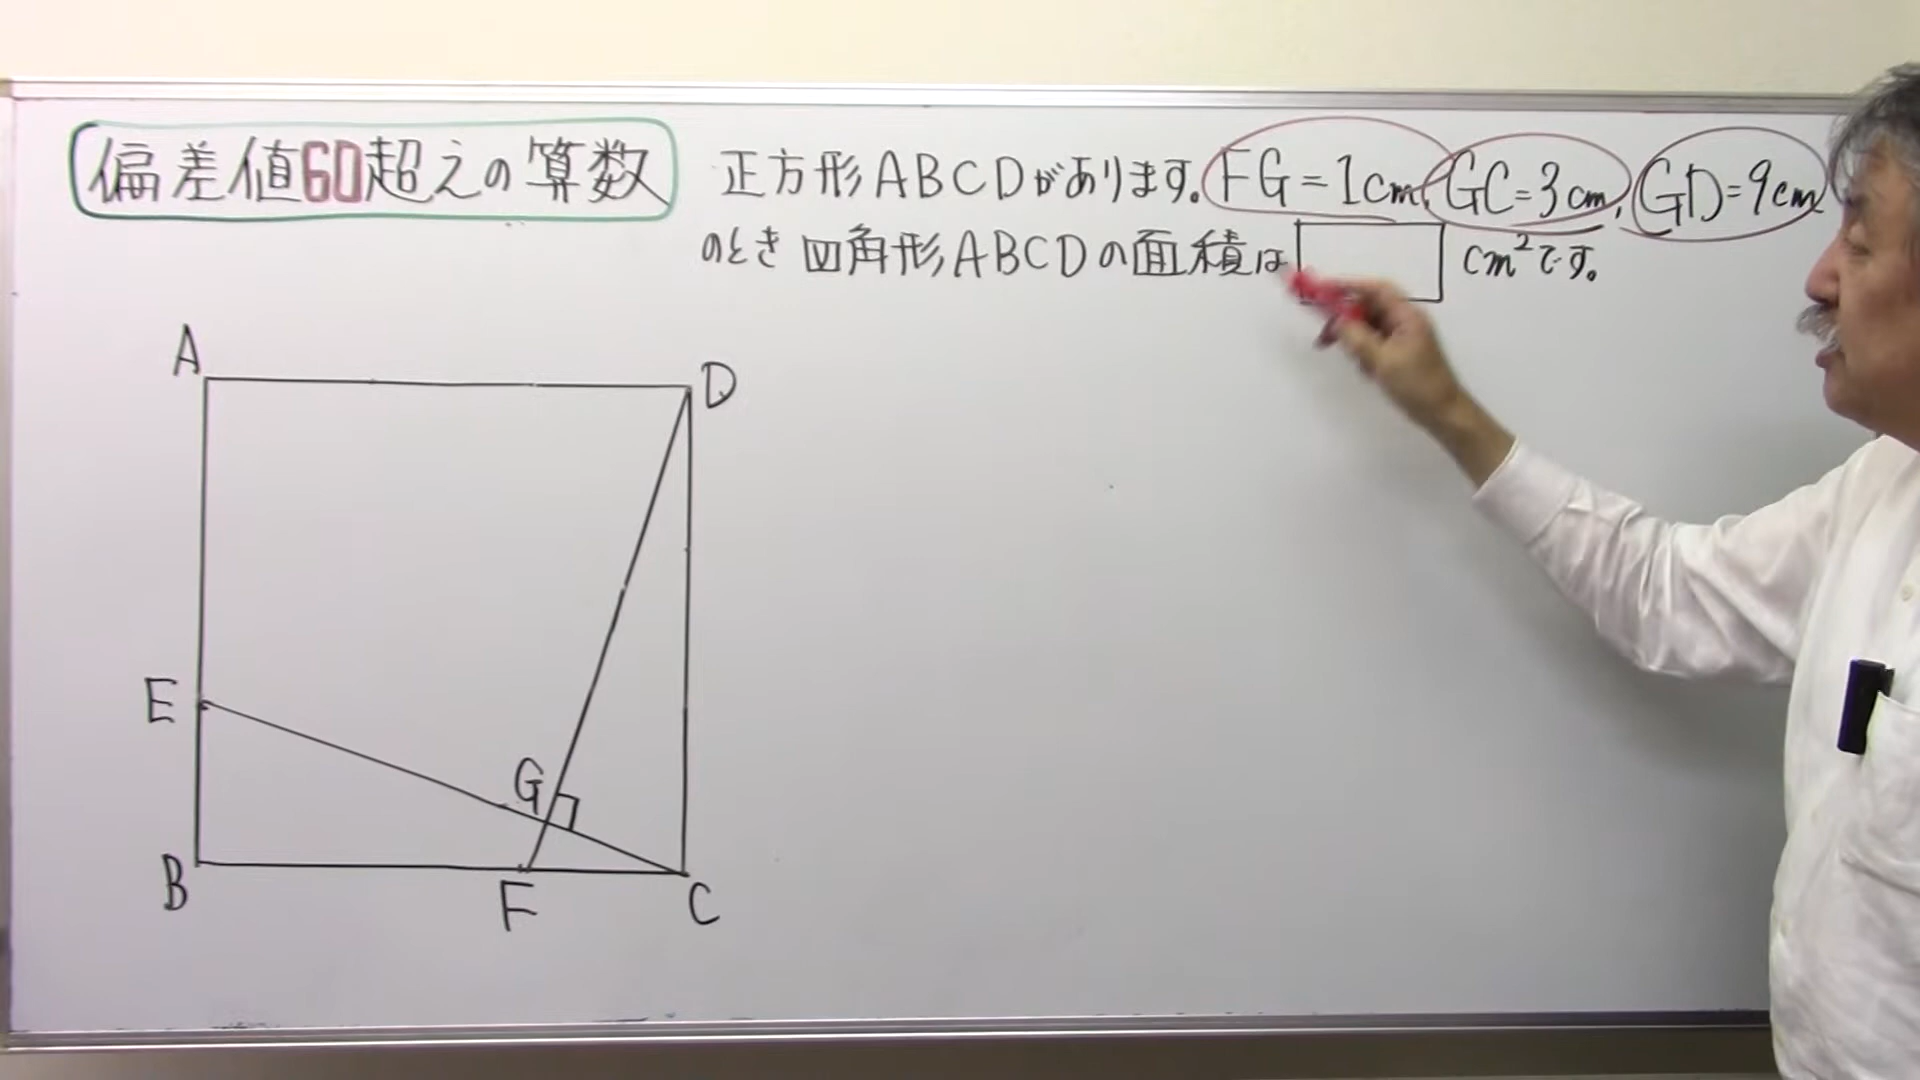 偏差値60超えの算数
正方形ABCDがあります。FG=1cm, GC=3cm, GD=9cm
のとき 四角形ABCDの面積は cm²です。
A
D
E
G
B
F
C